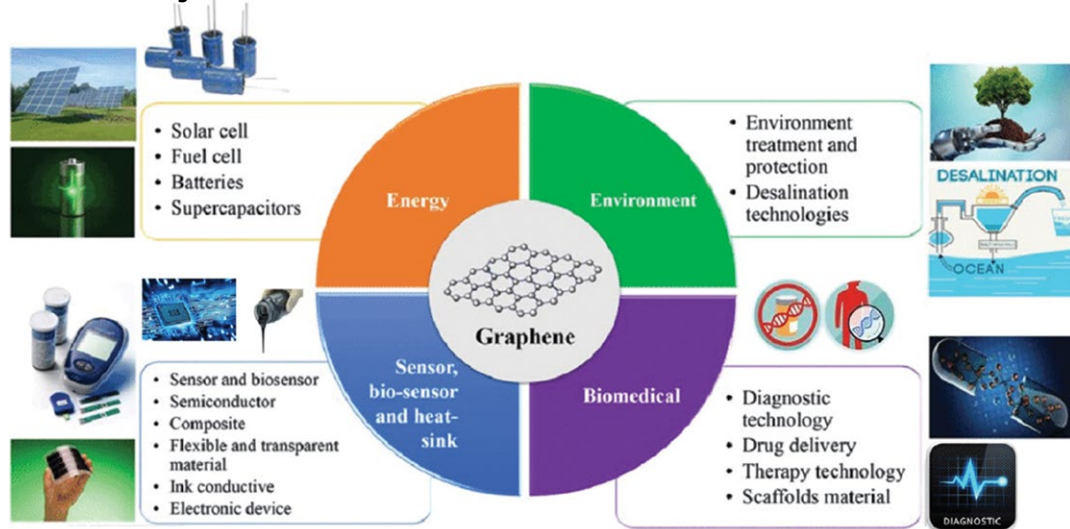 • Solar cell
• Fuel cell
• Batteries
• Supercapacitors
Energy
Environment
• Environment
treatment and
protection
• Desalination
technologies
DESALINATION
OCEAN
Graphene
Sensor,
bio-sensor
and heat-
sink
• Sensor and biosensor
• Semiconductor
• Composite
• Flexible and transparent
material
• Ink conductive
• Electronic device
Biomedical
• Diagnostic
technology
• Drug delivery
• Therapy technology
• Scaffolds material
DIAGNOSTIC